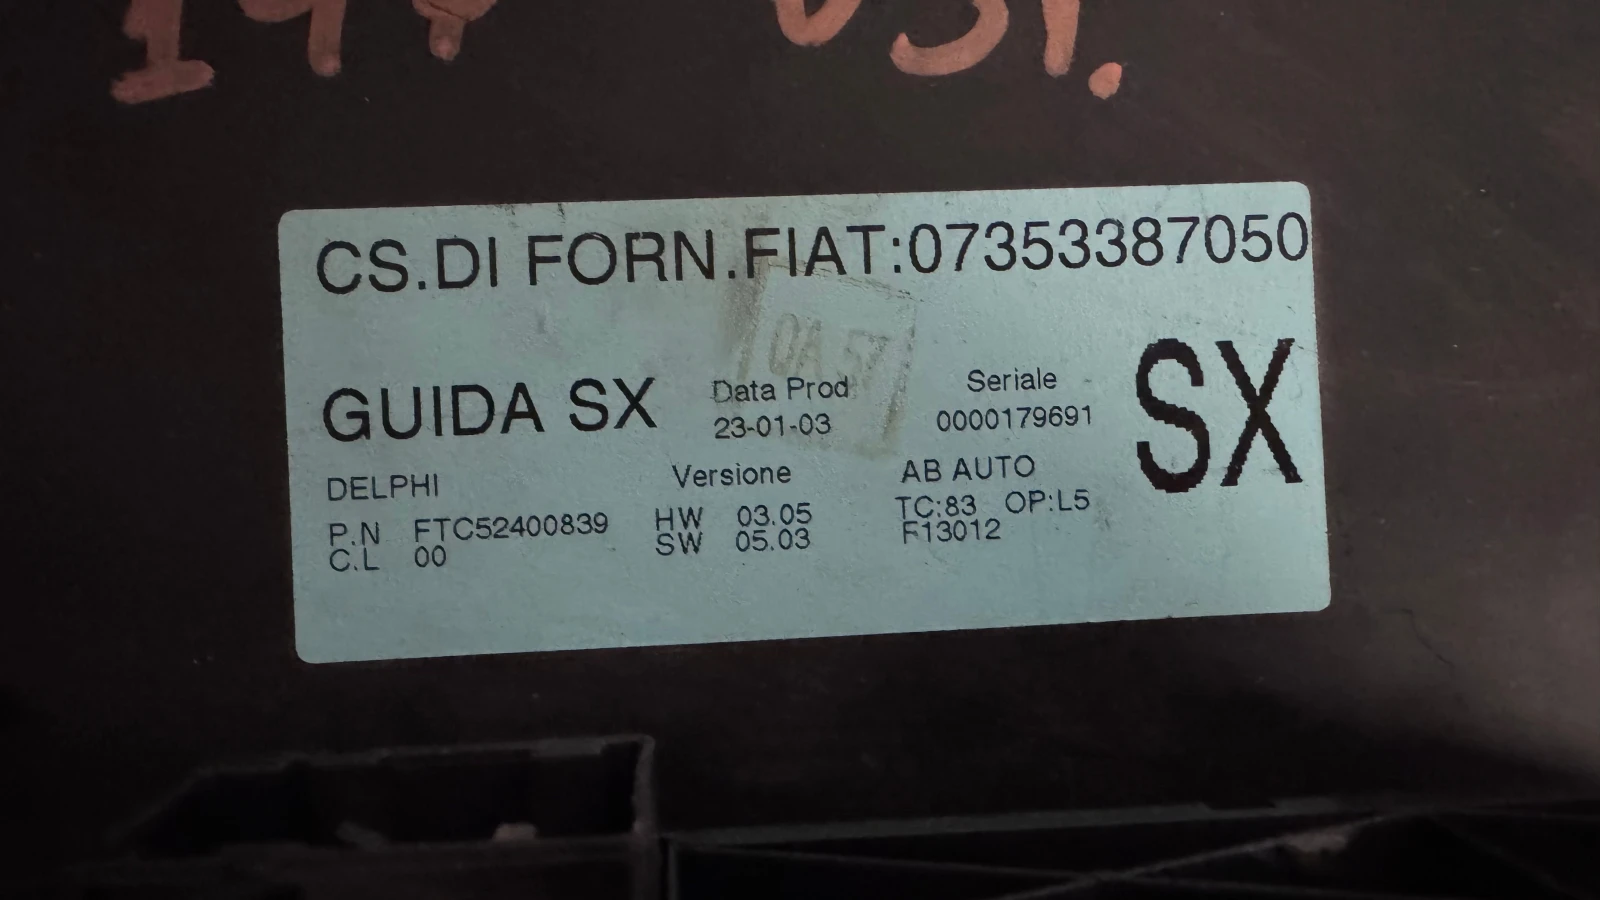 CS.DI FORN.FIAT:07353387050
GUIDA SX
Data Prod
23-01-03
Seriale
0000179691
SX
DELPHI
P.N FTC52400839
C.L 00
Versione
HW 03.05
SW 05.03
AB AUTO
TC:83 OP:L5
F13012